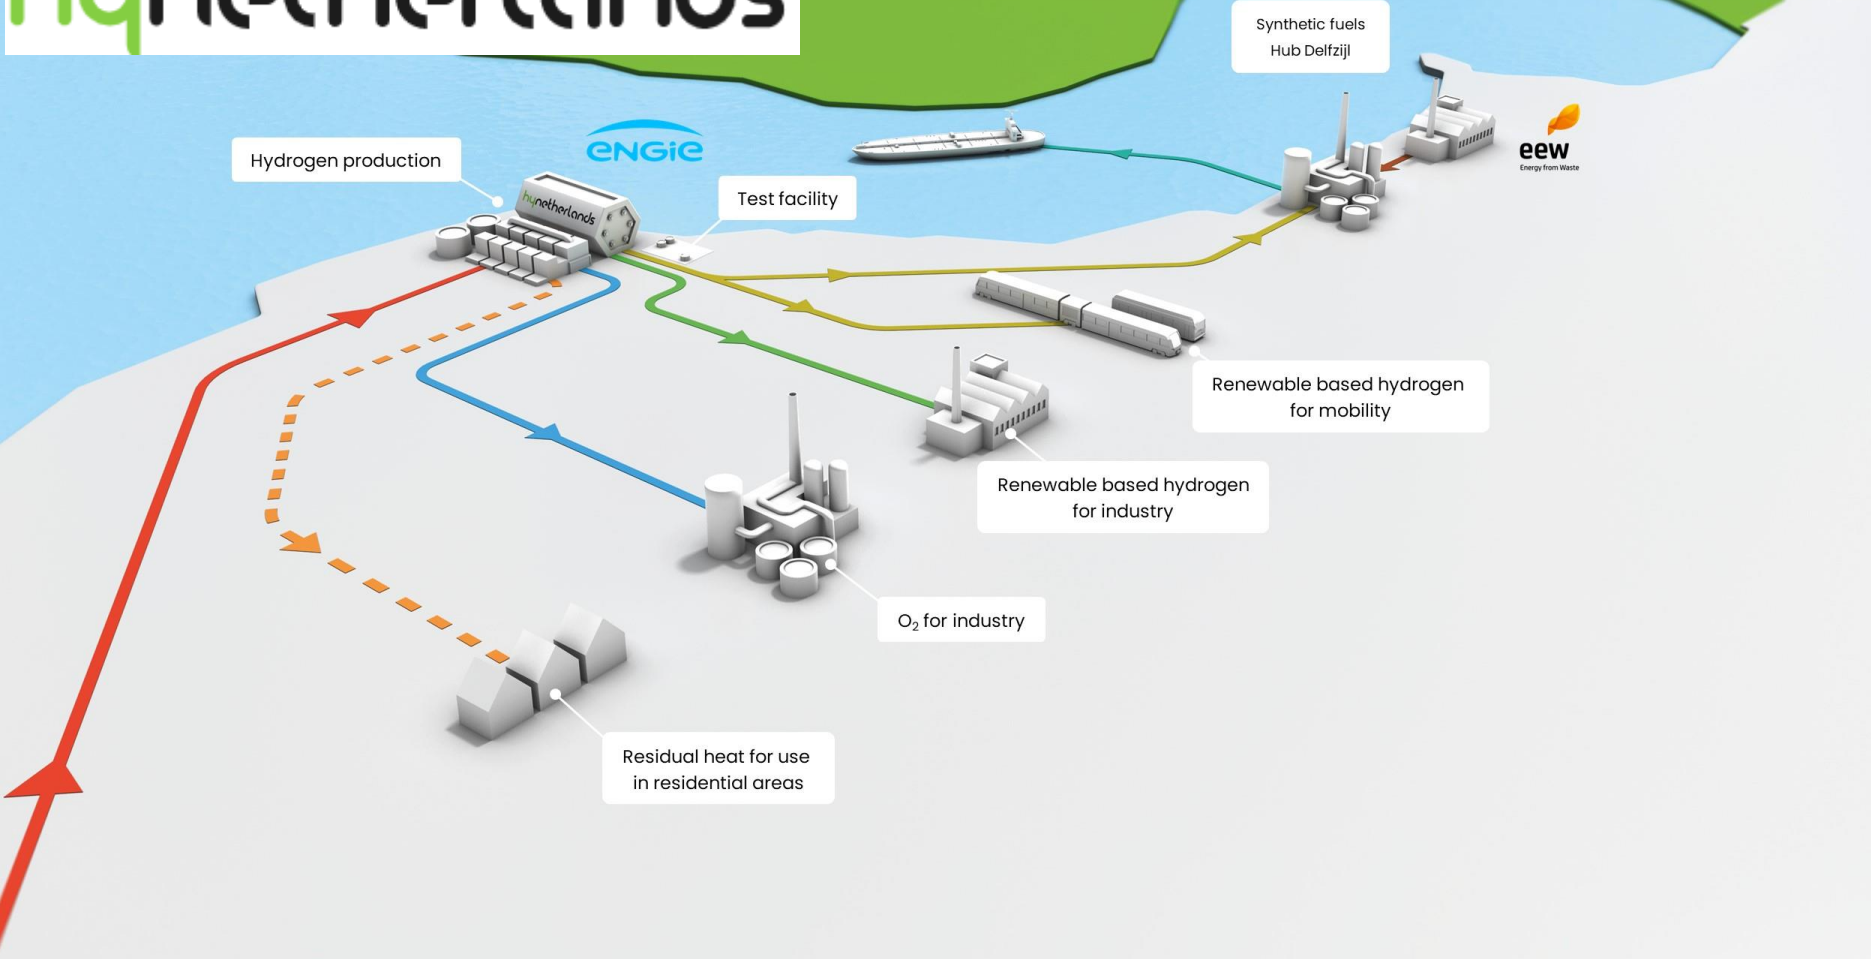 hynetherlands
Synthetic fuels
Hub Delfzijl
Hydrogen production
ENGIE
eew
Energy from Waste
Test facility
hynetherlands
Renewable based hydrogen
for mobility
Renewable based hydrogen
for industry
O₂ for industry
Residual heat for use
in residential areas